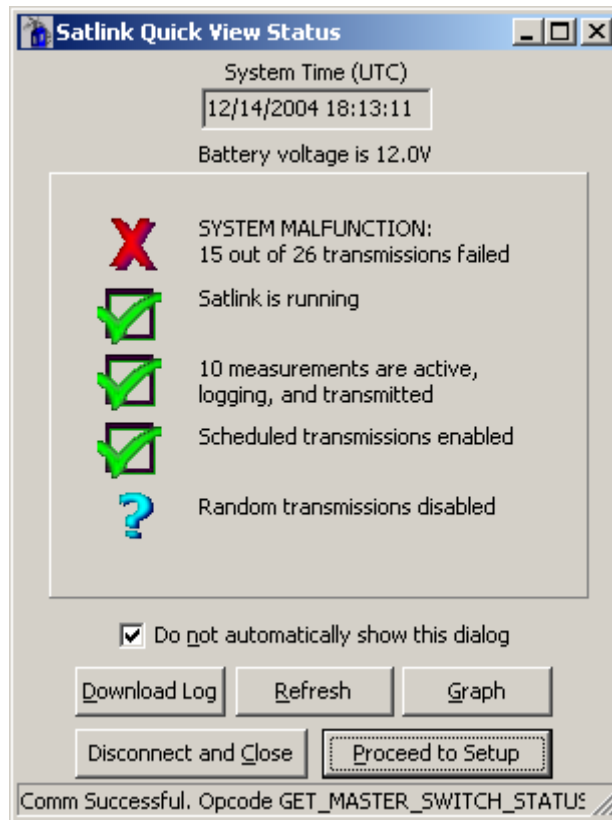 Satlink Quick View Status
System Time (UTC)
12/14/2004 18:13:11
Battery voltage is 12.0V
SYSTEM MALFUNCTION:
15 out of 26 transmissions failed
Satlink is running
10 measurements are active,
logging, and transmitted
Scheduled transmissions enabled
Random transmissions disabled
Do not automatically show this dialog
Download Log Refresh Graph
Disconnect and Close Proceed to Setup
Comm Successful. Opcode GET_MASTER_SWITCH_STATUS